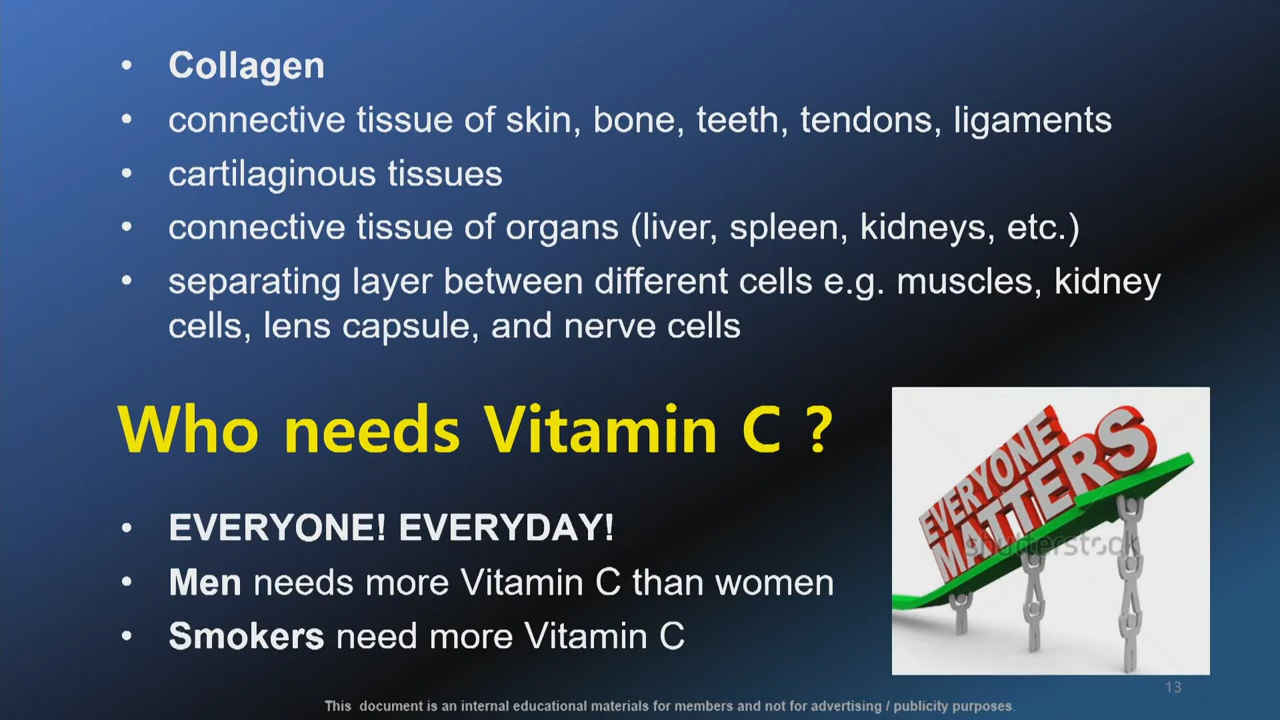 • Collagen
• connective tissue of skin, bone, teeth, tendons, ligaments
• cartilaginous tissues
• connective tissue of organs (liver, spleen, kidneys, etc.)
• separating layer between different cells e.g. muscles, kidney
cells, lens capsule, and nerve cells
Who needs Vitamin C ?
EVERYONE
MATTERS
shutterstock
• EVERYONE! EVERYDAY!
• Men needs more Vitamin C than women
• Smokers need more Vitamin C
13
This document is an internal educational materials for members and not for advertising / publicity purposes.